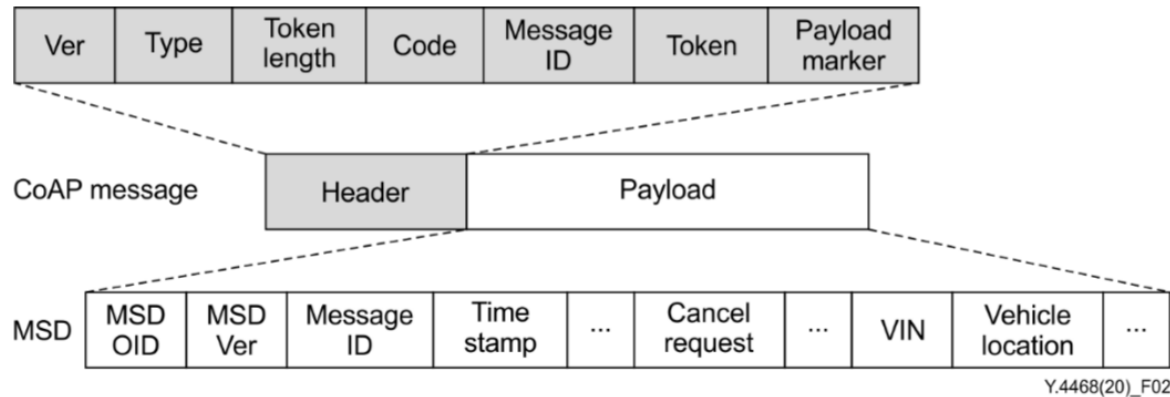 Ver Type Token length Code Message ID Token Payload marker
CoAP message Header Payload
MSD MSD OID MSD Ver Message ID Time stamp ... Cancel request ... VIN Vehicle location ...
Y.4468(20)_F02